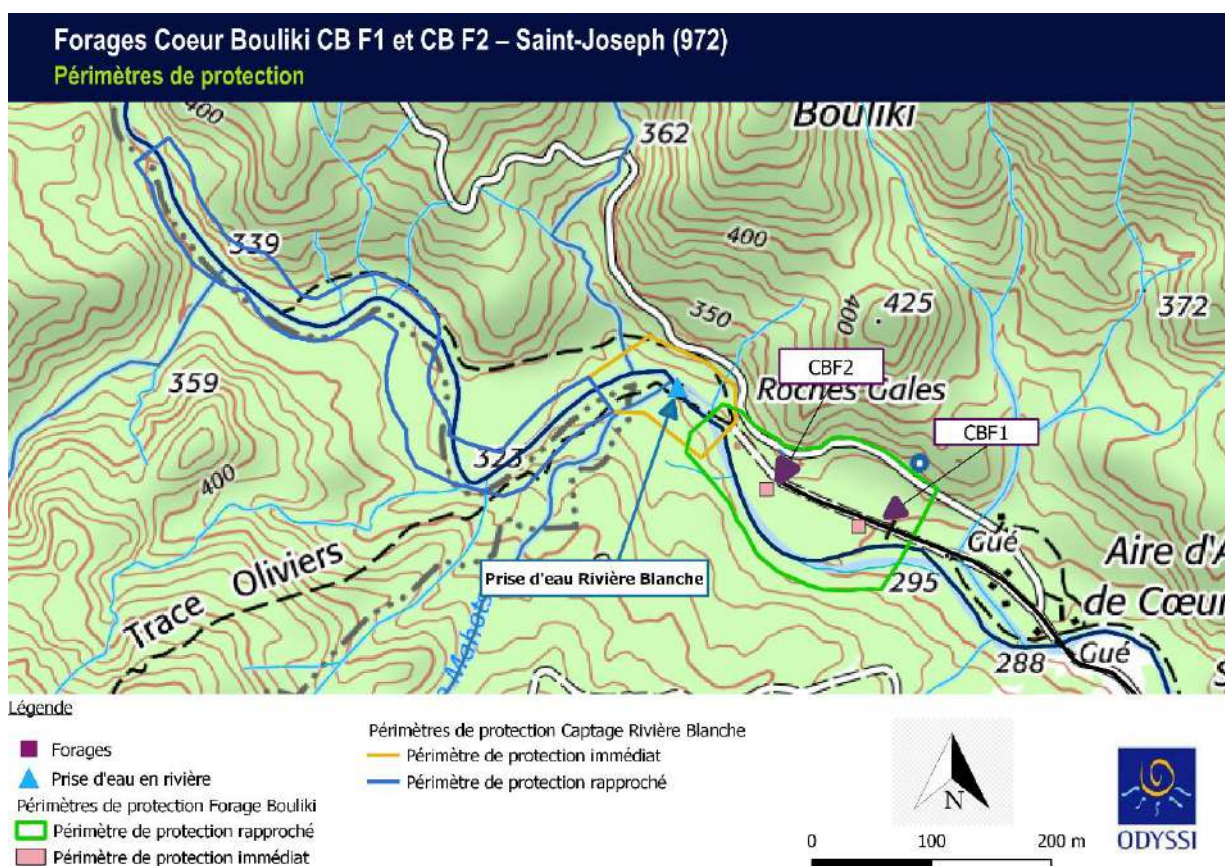 Forages Coeur Bouliki CB F1 et CB F2 – Saint-Joseph (972)
Périmètres de protection
400
362
Bouliki
339
400
350
400
425
372
359
CBF2
Roches Gales
CBF1
323
400
Trace Oliviers
Prise d'eau Rivière Blanche
Gué
Aire d'A
de Cœur
295
288
Gué
Mahots
Légende
Forages
Prise d'eau en rivière
Périmètres de protection Forage Bouliki
Périmètre de protection rapproché
Périmètre de protection immédiat
Périmètres de protection Captage Rivière Blanche
Périmètre de protection immédiat
Périmètre de protection rapproché
N
0 100 200 m
ODYSSI